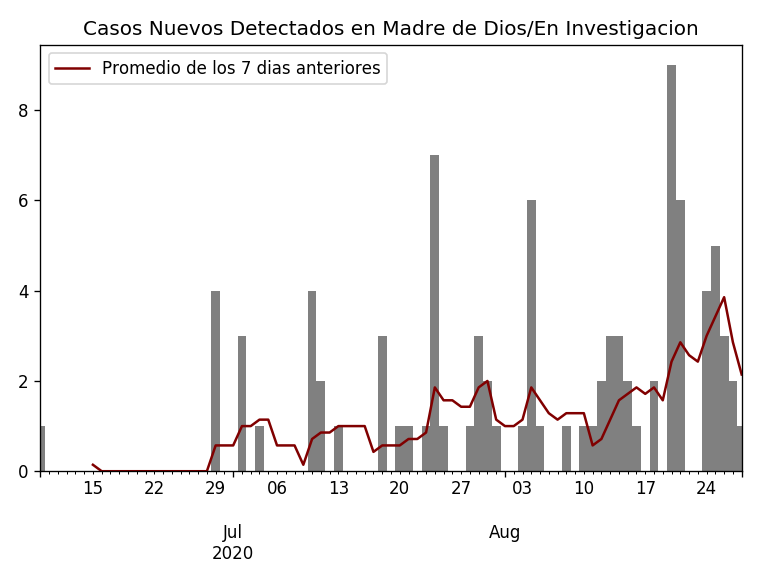 Casos Nuevos Detectados en Madre de Dios/En Investigacion
Promedio de los 7 dias anteriores
8
6
4
2
0
15 22 29 06 13 20 27 03 10 17 24
Jul Aug
2020